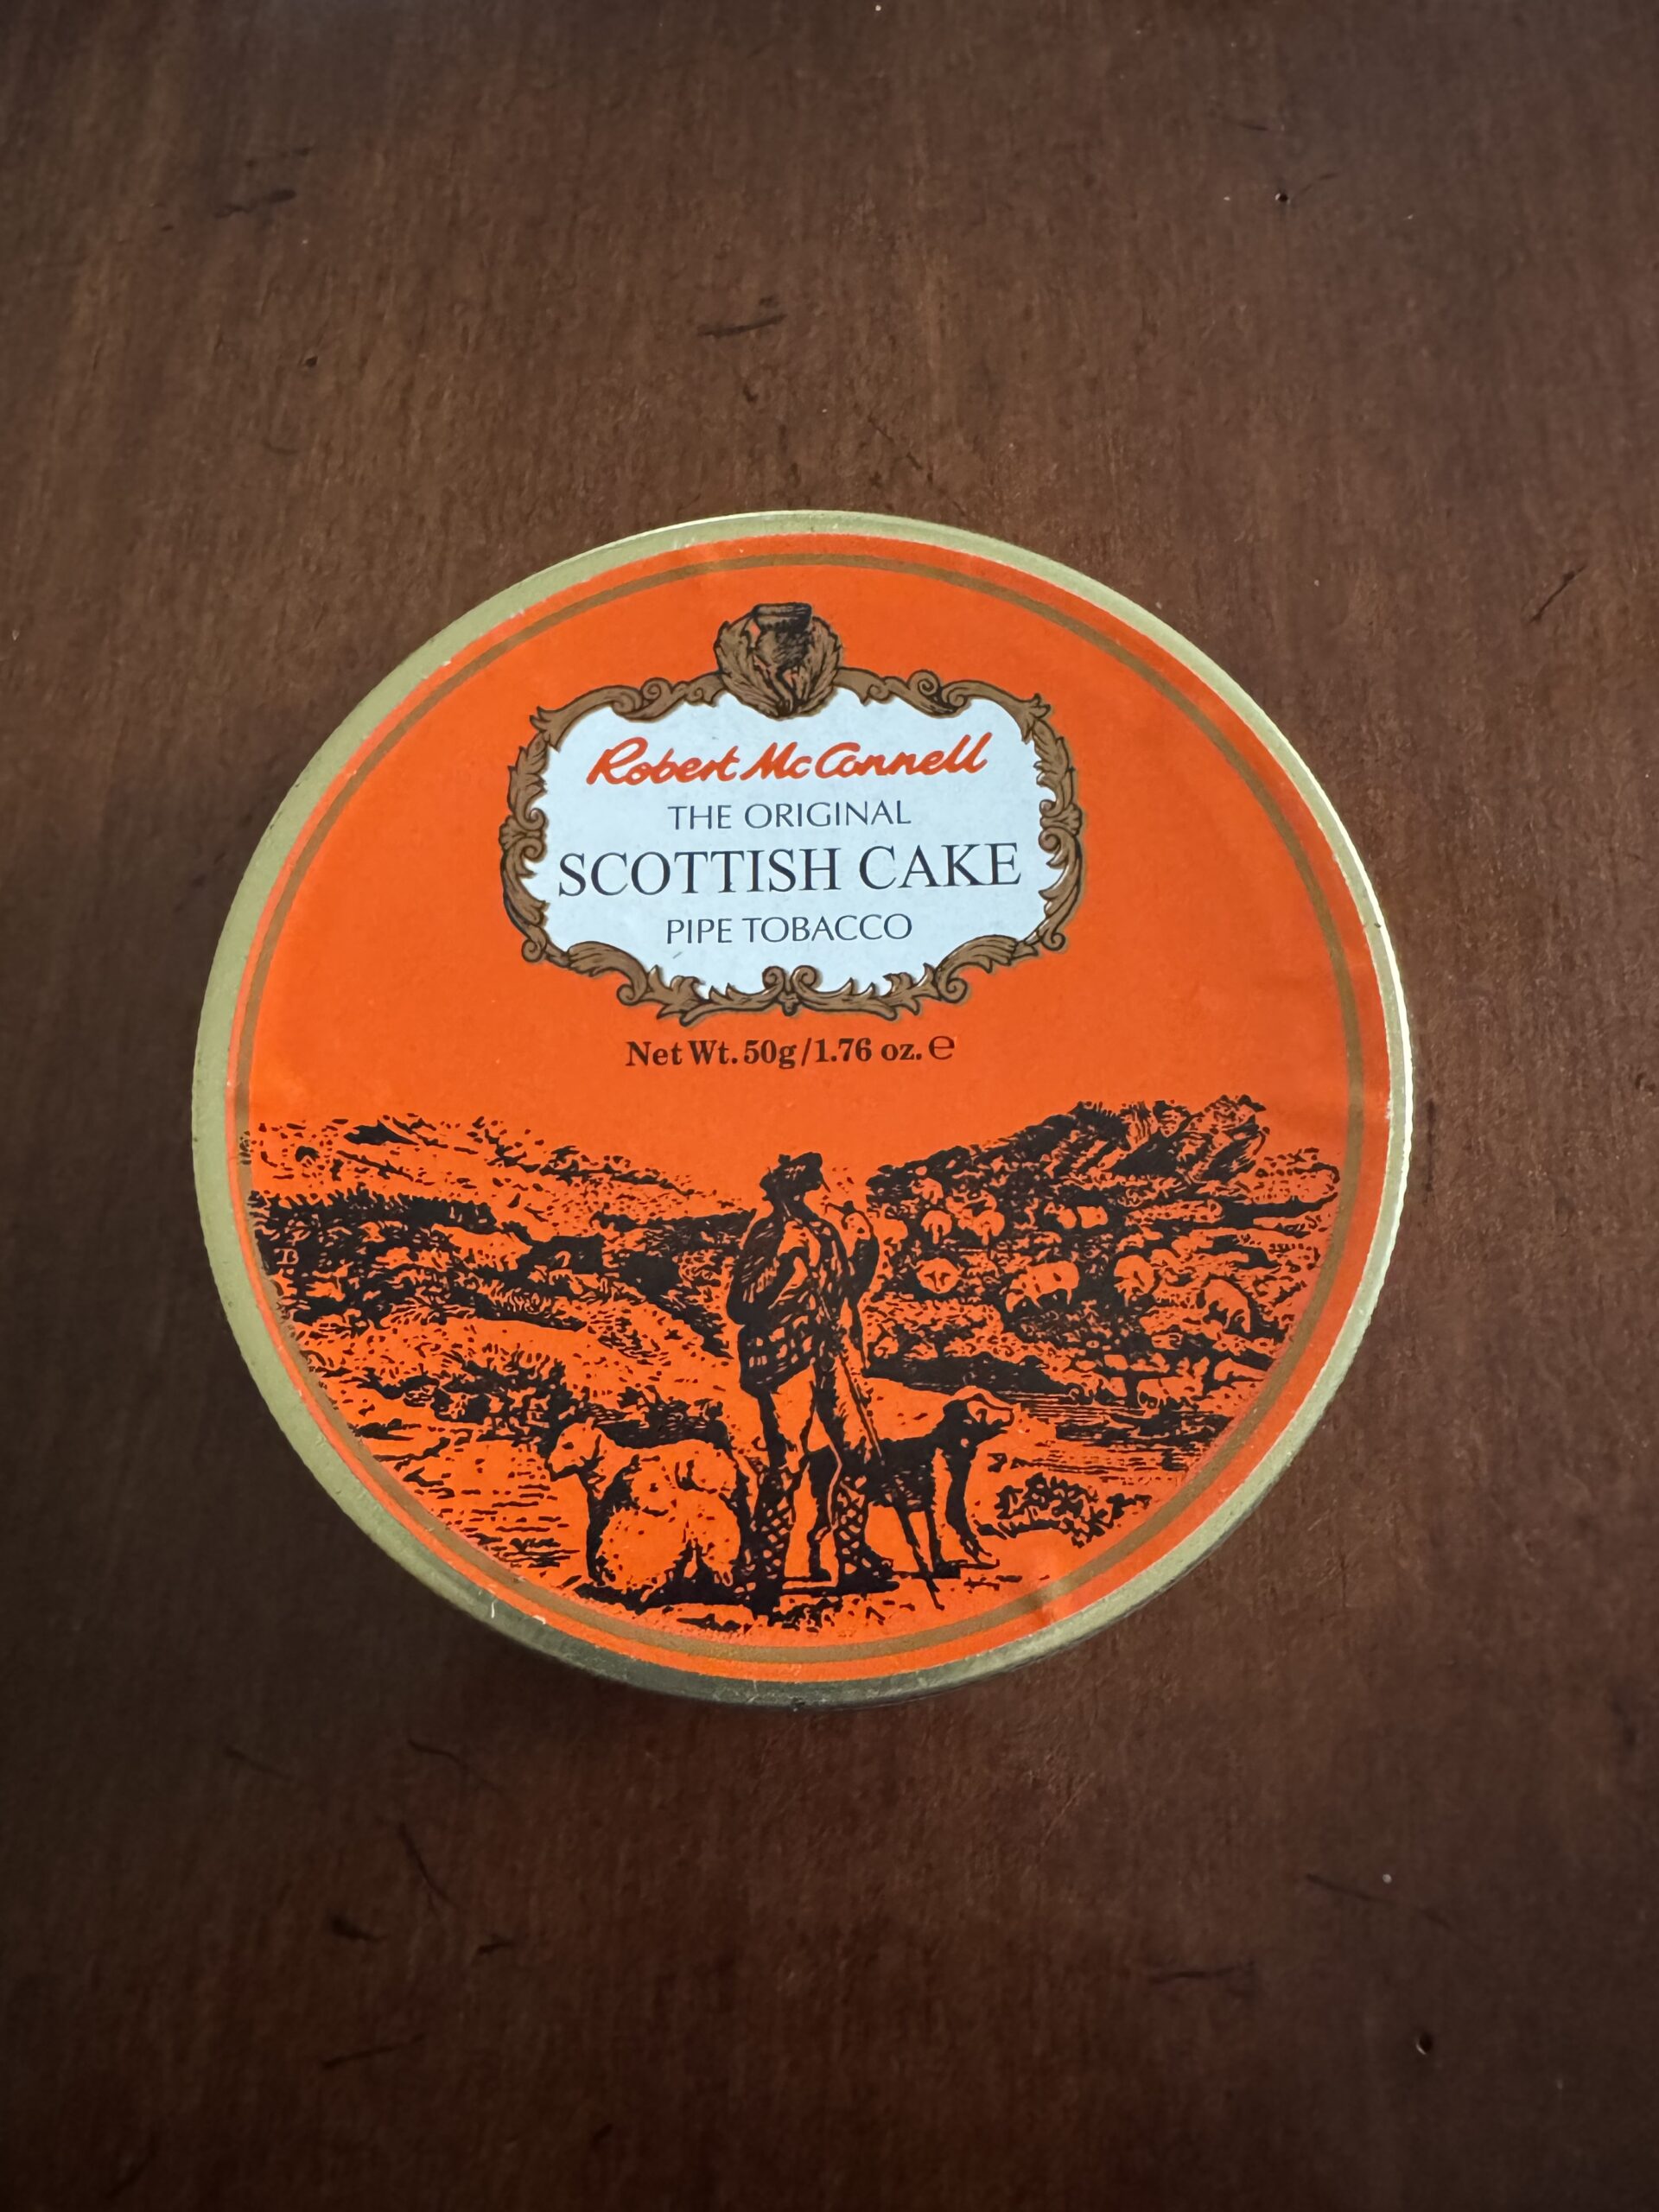 Robert McConnell
THE ORIGINAL
SCOTTISH CAKE
PIPE TOBACCO
Net Wt. 50g/1.76 oz. ℮